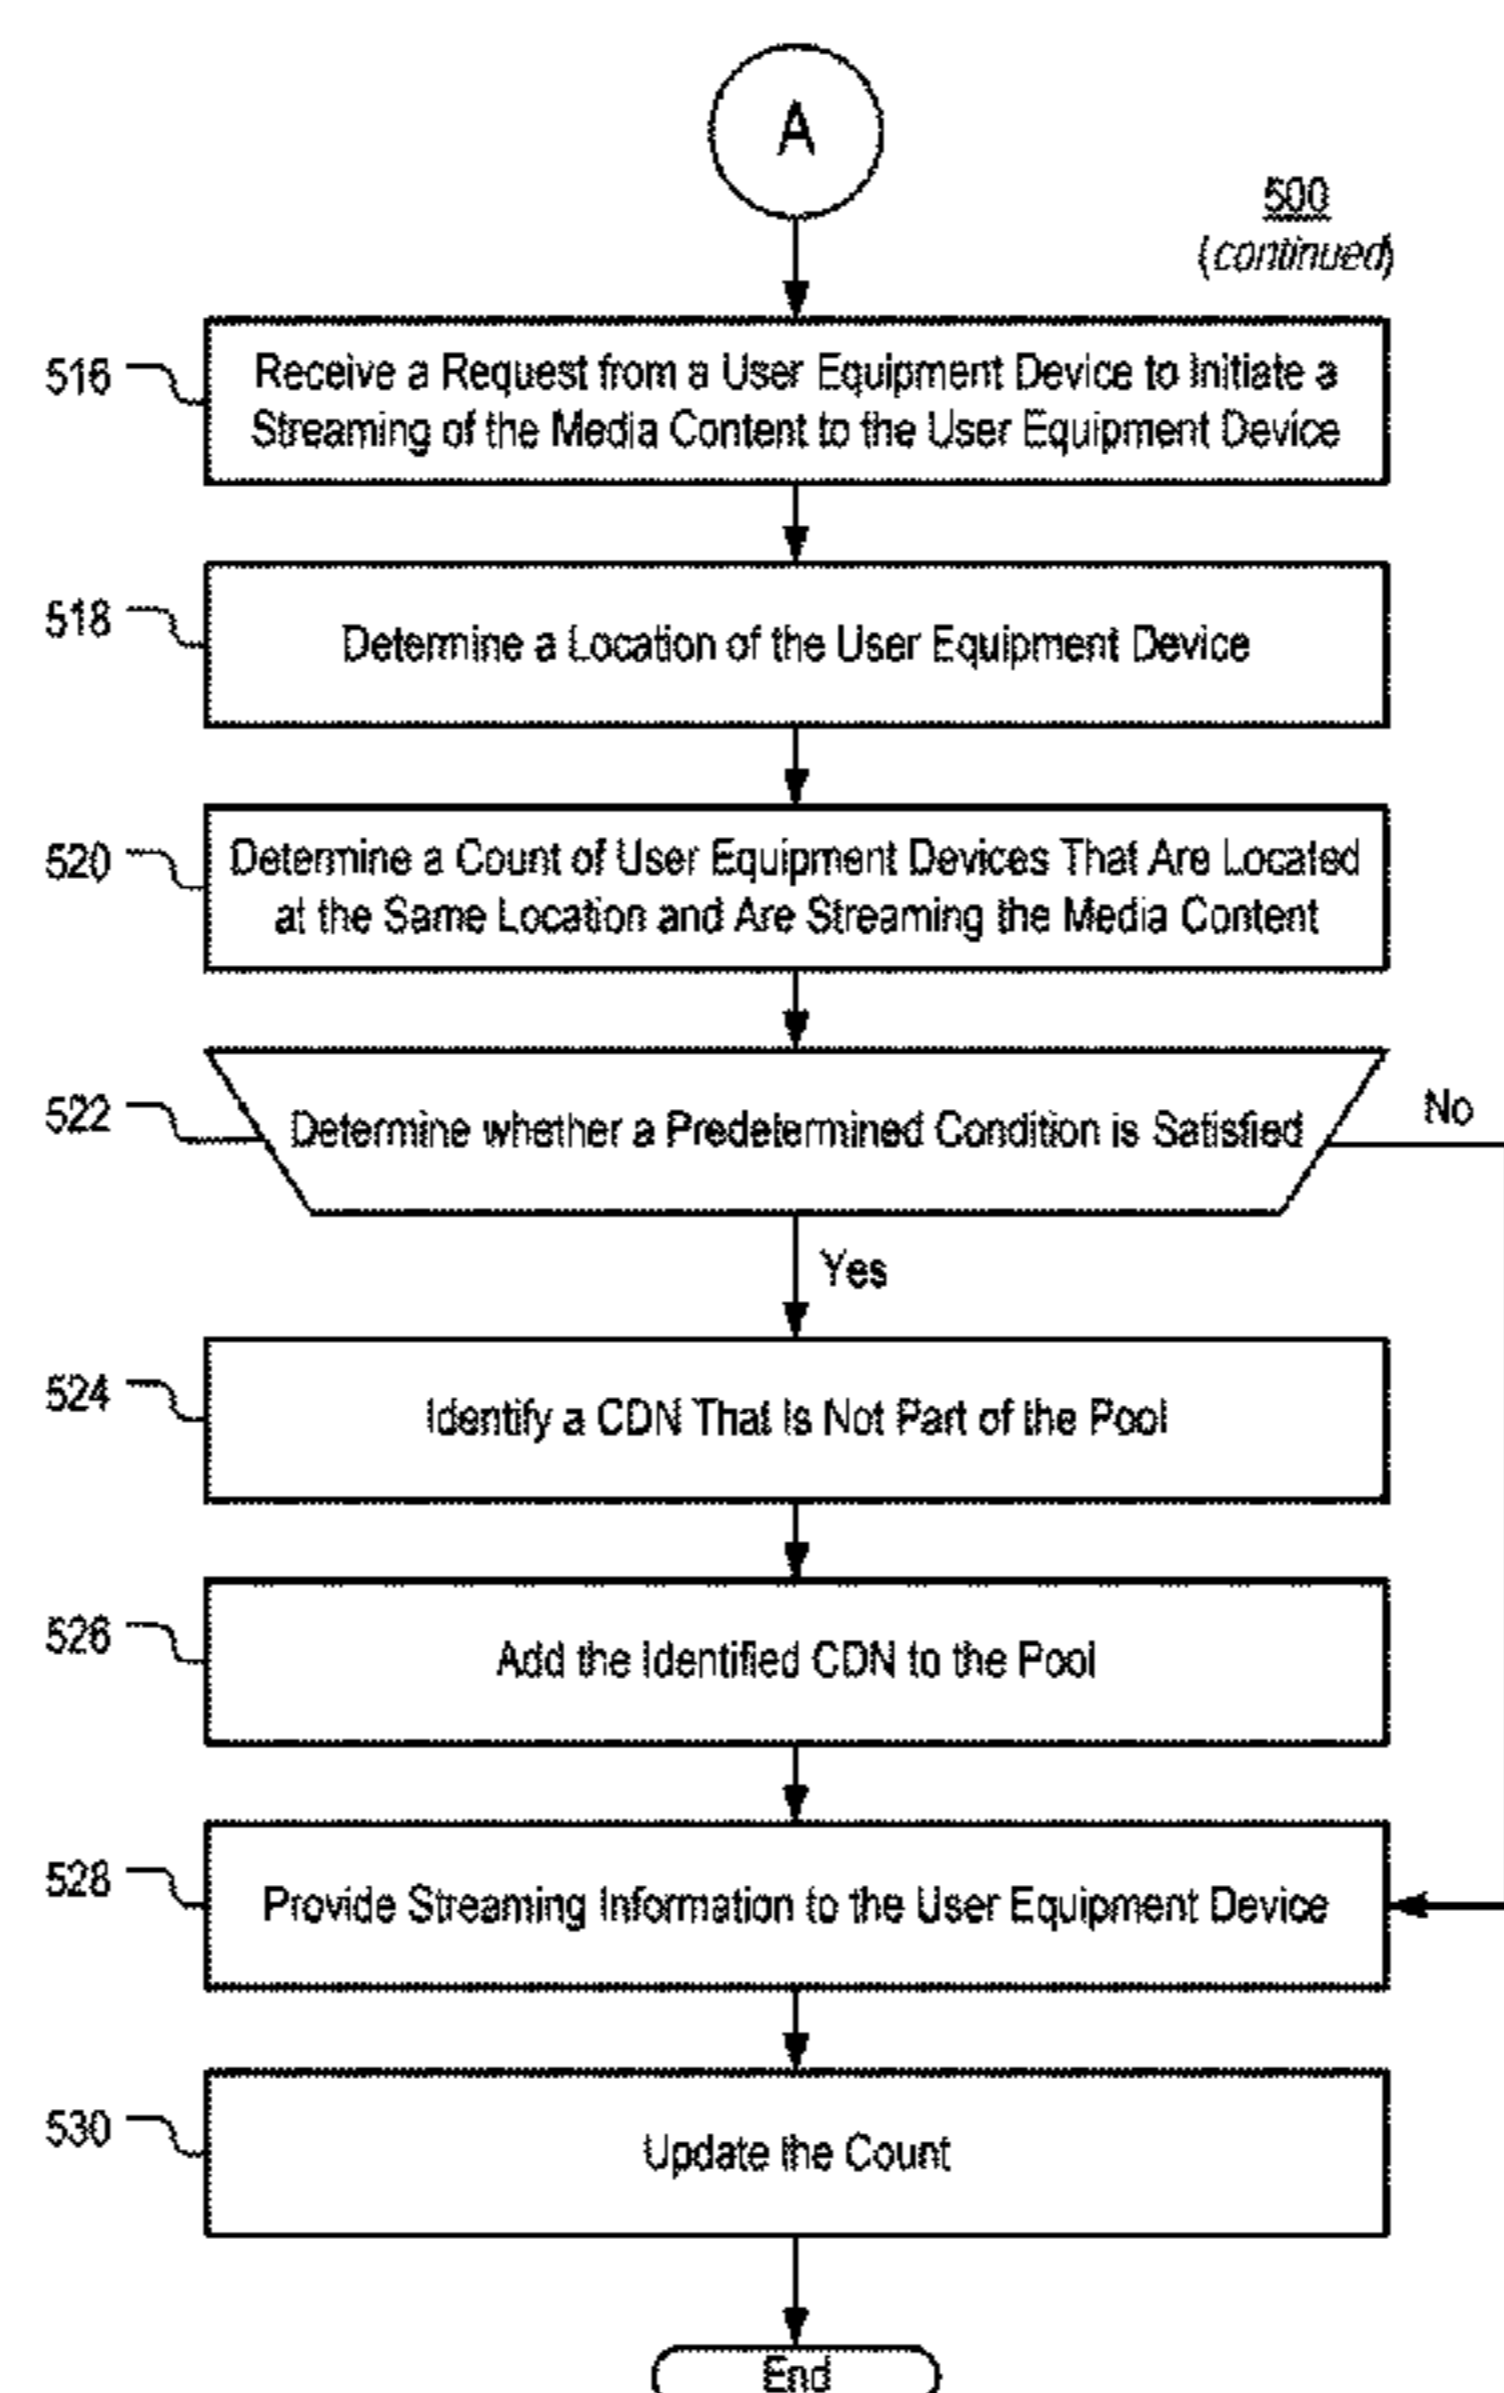 A
500
(continued)
516
Receive a Request from a User Equipment Device to Initiate a
Streaming of the Media Content to the User Equipment Device
518
Determine a Location of the User Equipment Device
520
Determine a Count of User Equipment Devices That Are Located
at the Same Location and Are Streaming the Media Content
522
Determine whether a Predetermined Condition is Satisfied
No
Yes
524
Identify a CDN That Is Not Part of the Pool
526
Add the Identified CDN to the Pool
528
Provide Streaming Information to the User Equipment Device
530
Update the Count
End